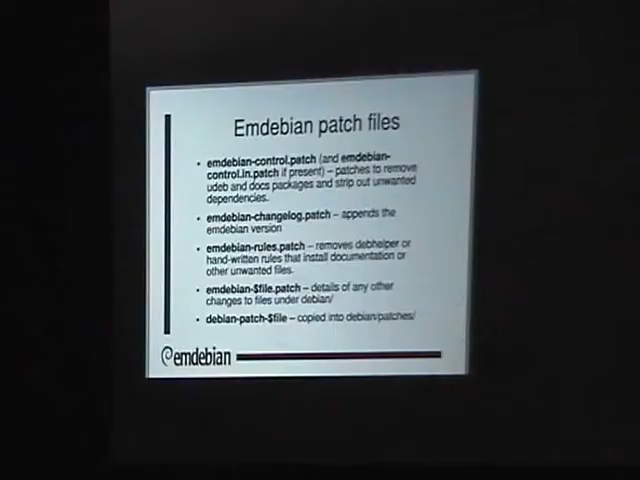 Emdebian patch files
• emdebian-control.patch (and emdebian-
control.in.patch if present) – patches to remove
udeb and docs packages and strip out unwanted
dependencies.
• emdebian-changelog.patch – appends the
emdebian version
• emdebian-rules.patch – removes debhelper or
hand-written rules that install documentation or
other unwanted files.
• emdebian-$file.patch – details of any other
changes to files under debian/
• debian-patch-$file – copied into debian/patches/
emdebian